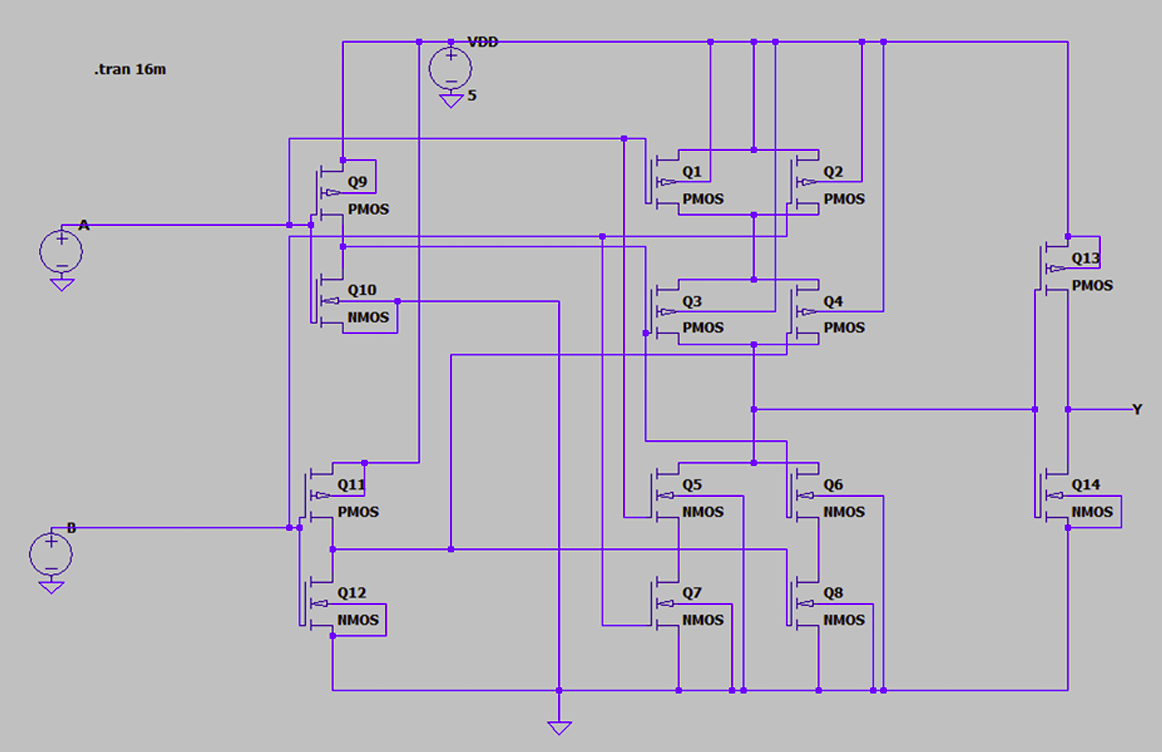 VDD
.tran 16m
5
Q1
PMOS
Q2
PMOS
Q9
PMOS
A
Q10
NMOS
Q3
PMOS
Q4
PMOS
Q13
PMOS
Y
Q11
PMOS
Q5
NMOS
Q6
NMOS
Q14
NMOS
B
Q12
NMOS
Q7
NMOS
Q8
NMOS